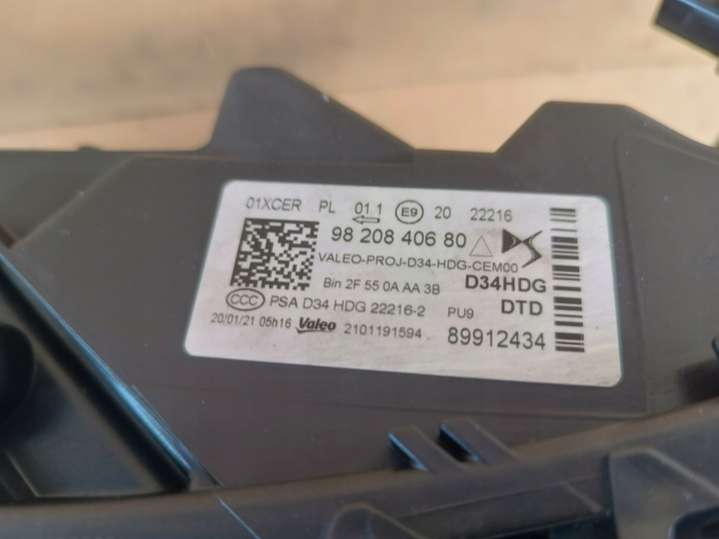 01XCER PL 01.1 E9 20 22216
98 208 406 80 DS
VALEO-PROJ-D34-HDG-CEM00
Bin 2F 55 0A AA 3B D34HDG
CCC PSA D34 HDG 22216-2 PU9 DTD
20/01/21 05h16 Valeo 2101191594 89912434